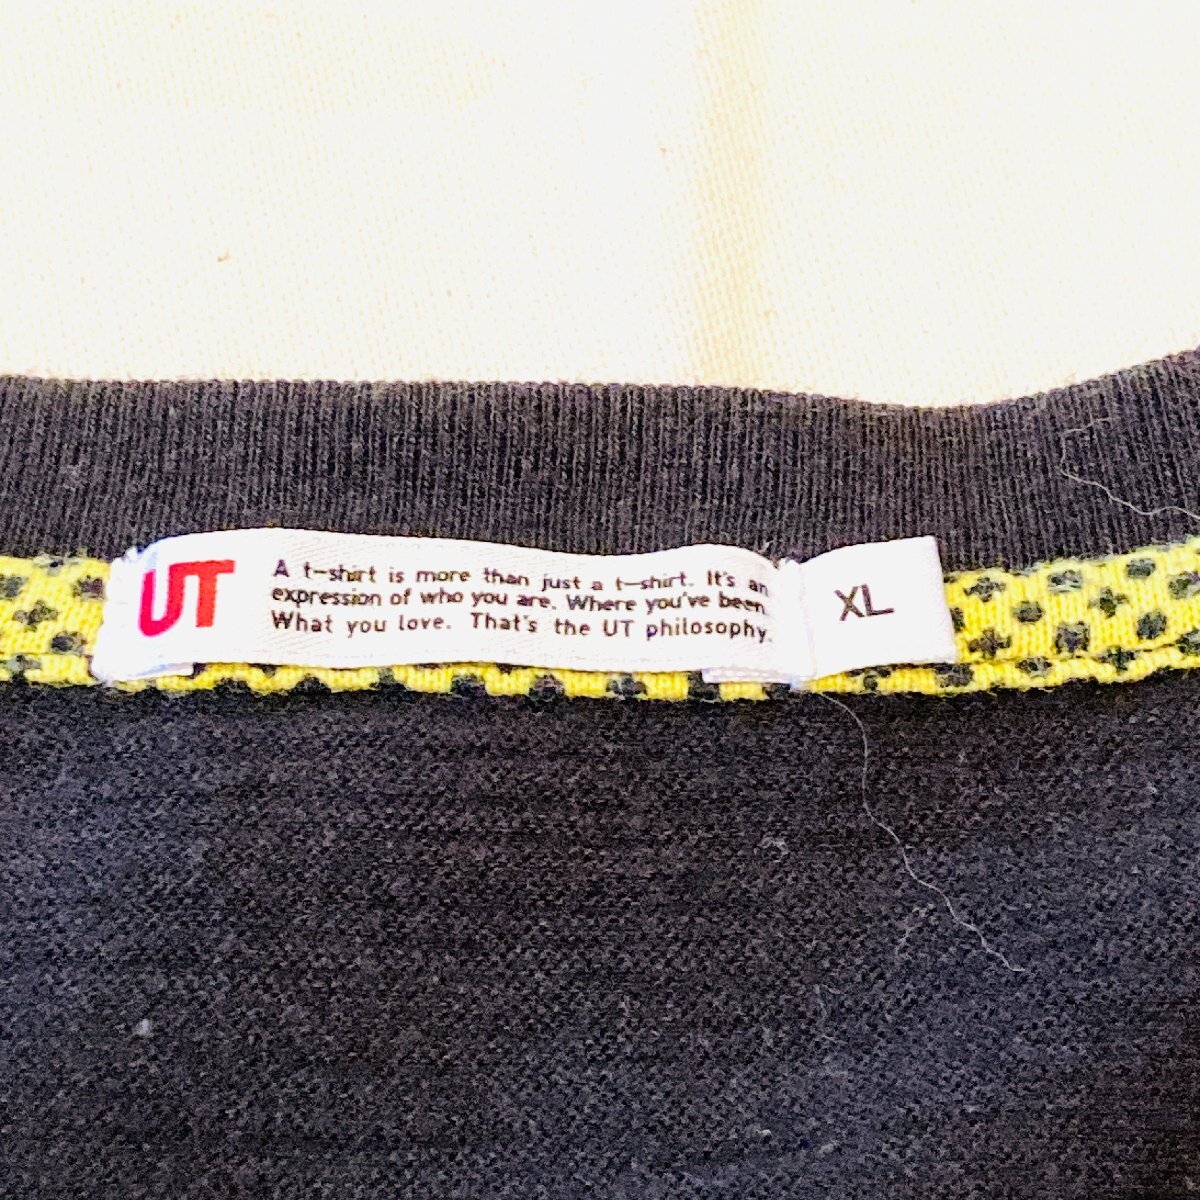 UT
A t-shirt is more than just a t-shirt. It's an
expression of who you are. Where you've been.
What you love. That's the UT philosophy.
XL